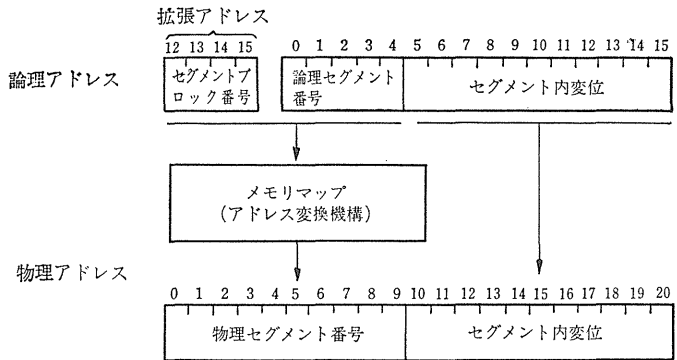 拡張アドレス
12 13 14 15
0 1 2 3 4 5 6 7 8 9 10 11 12 13 14 15
論理アドレス
セグメントブ
ロック番号
論理セグメント
番号
セグメント内変位
メモリマップ
(アドレス変換機構)
物理アドレス
0 1 2 3 4 5 6 7 8 9 10 11 12 13 14 15 16 17 18 19 20
物理セグメント番号
セグメント内変位